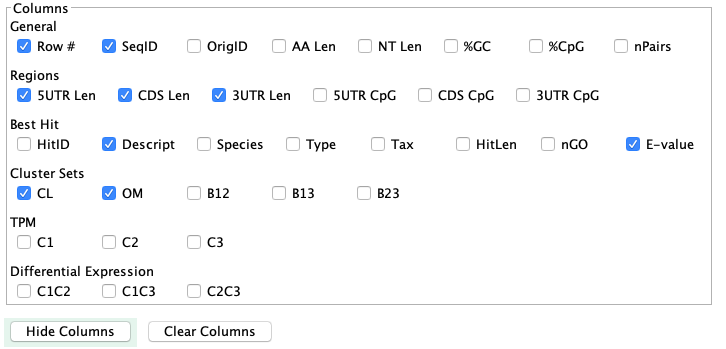 Columns
General
Row # SeqID OrigID AA Len NT Len %GC %CpG nPairs
Regions
5UTR Len CDS Len 3UTR Len 5UTR CpG CDS CpG 3UTR CpG
Best Hit
HitID Descript Species Type Tax HitLen nGO E-value
Cluster Sets
CL OM B12 B13 B23
TPM
C1 C2 C3
Differential Expression
C1C2 C1C3 C2C3
Hide Columns Clear Columns